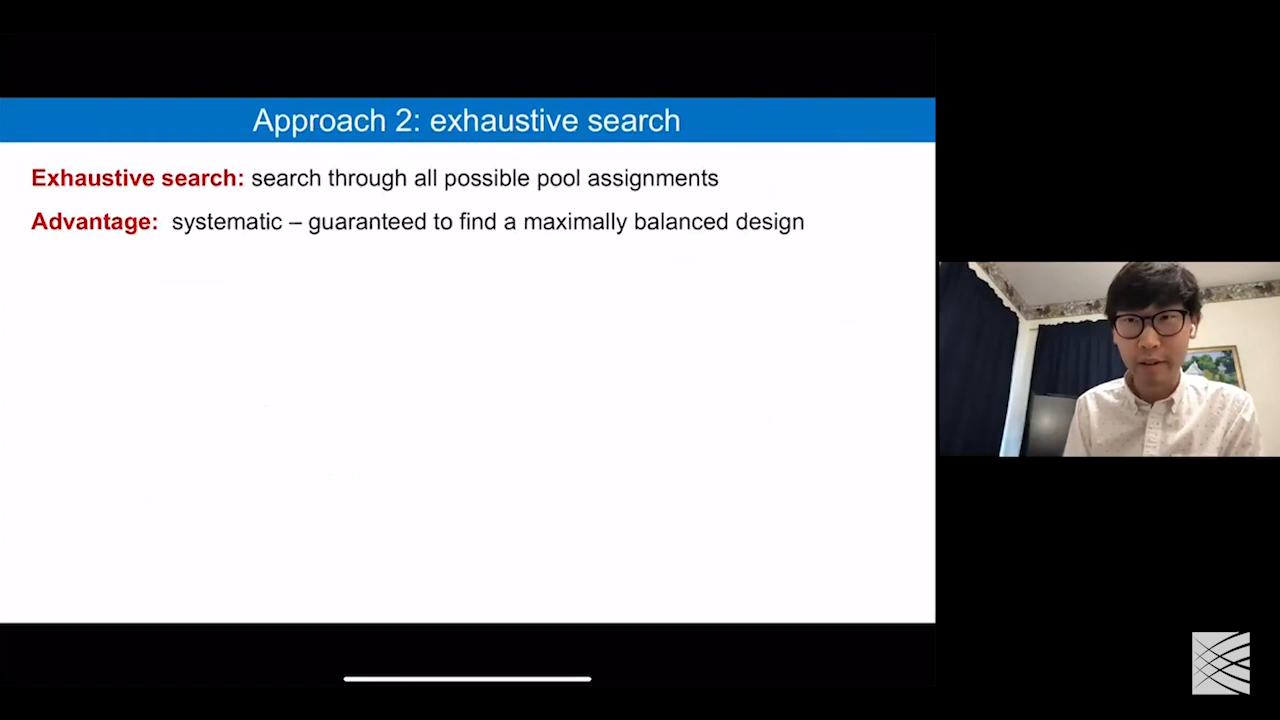 Approach 2: exhaustive search
Exhaustive search: search through all possible pool assignments
Advantage: systematic – guaranteed to find a maximally balanced design